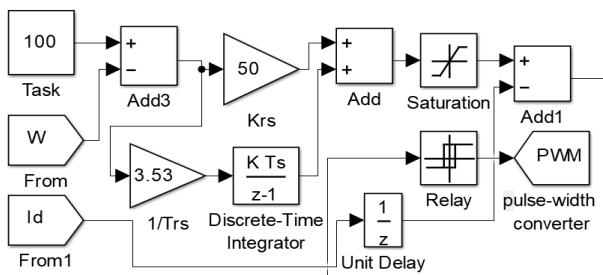 100
+
−
Task
Add3
50
Krs
+
+
Add
Saturation
+
−
Add1
W
From
3.53
1/Trs
K Ts
z-1
Discrete-Time
Integrator
Relay
PWM
pulse-width
converter
Id
From1
1
z
Unit Delay